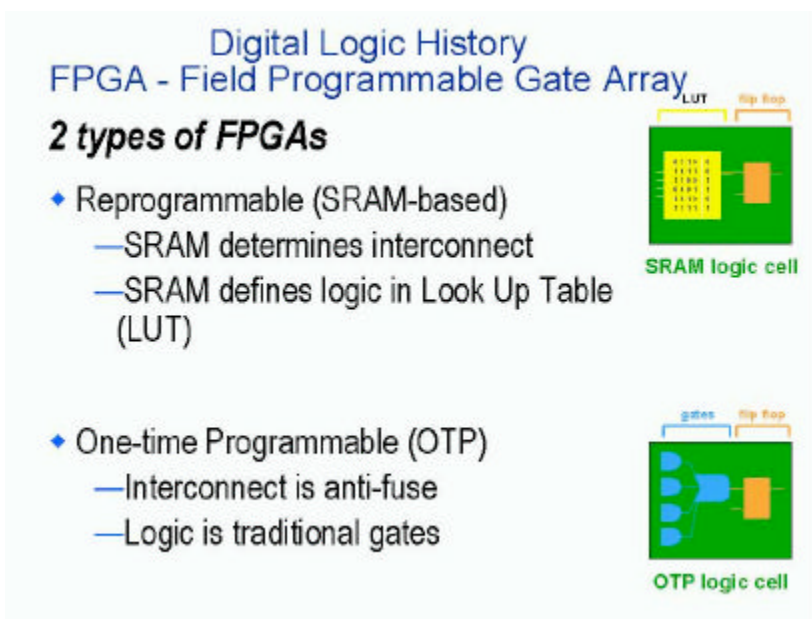 Digital Logic History
FPGA - Field Programmable Gate Array
2 types of FPGAs
Reprogrammable (SRAM-based)
—SRAM determines interconnect
—SRAM defines logic in Look Up Table
(LUT)
LUT flip flop
SRAM logic cell
One-time Programmable (OTP)
—Interconnect is anti-fuse
—Logic is traditional gates
gates flip flop
OTP logic cell